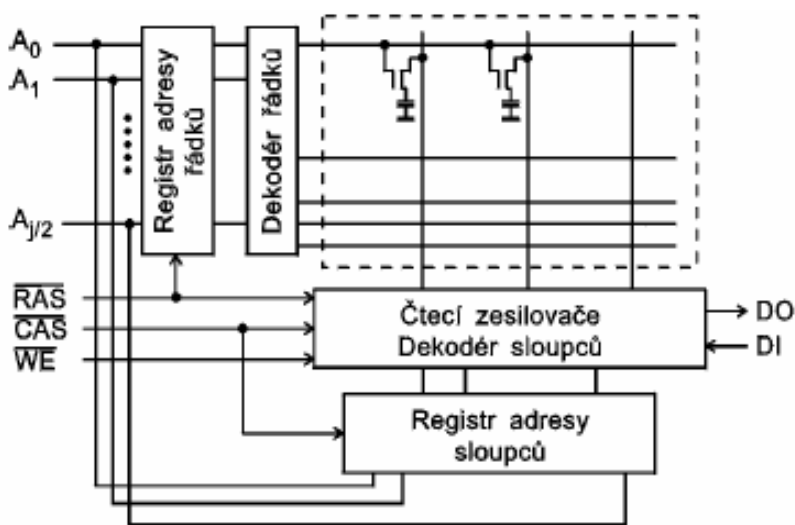 A0
A1
Aj/2
Registr adresy
řádků
Dekodér řádků
RAS
CAS
WE
Čtecí zesilovače
Dekodér sloupců
DO
DI
Registr adresy
sloupců